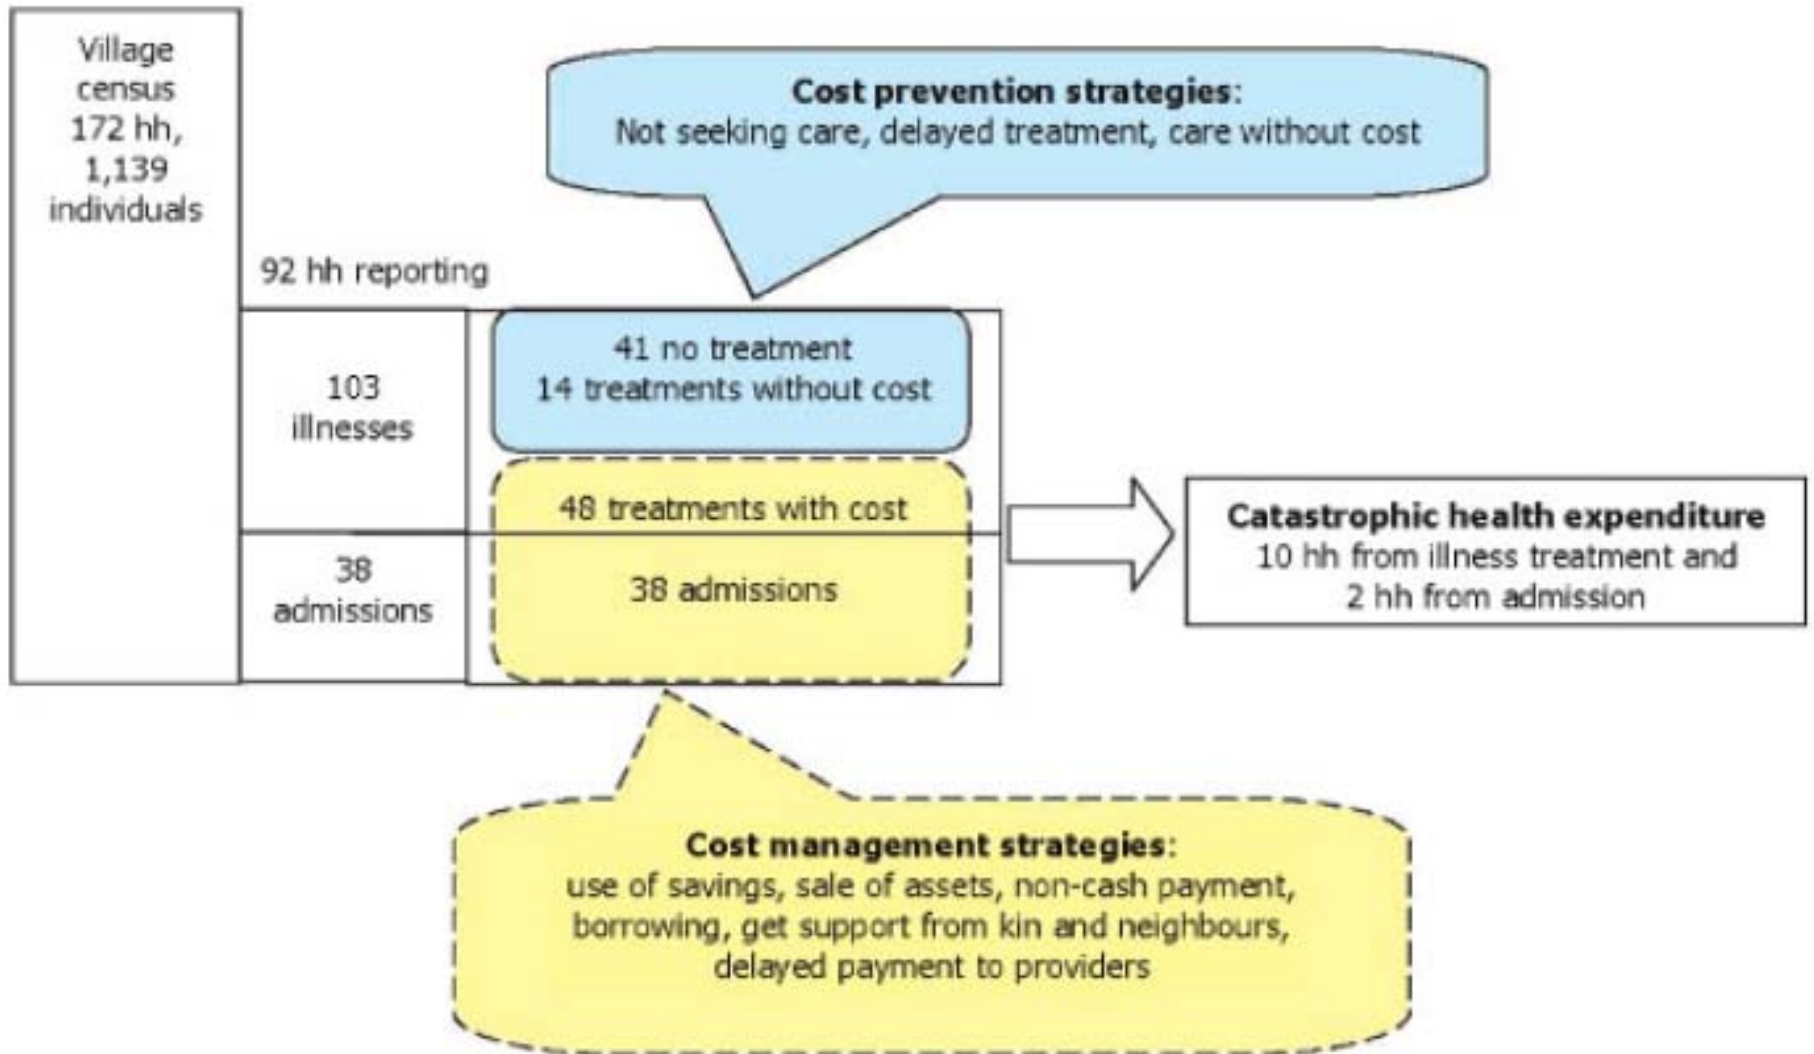 Village
census
172 hh,
1,139
individuals
Cost prevention strategies:
Not seeking care, delayed treatment, care without cost
92 hh reporting
103
illnesses
41 no treatment
14 treatments without cost
48 treatments with cost
38
admissions
38 admissions
Catastrophic health expenditure
10 hh from illness treatment and
2 hh from admission
Cost management strategies:
use of savings, sale of assets, non-cash payment,
borrowing, get support from kin and neighbours,
delayed payment to providers